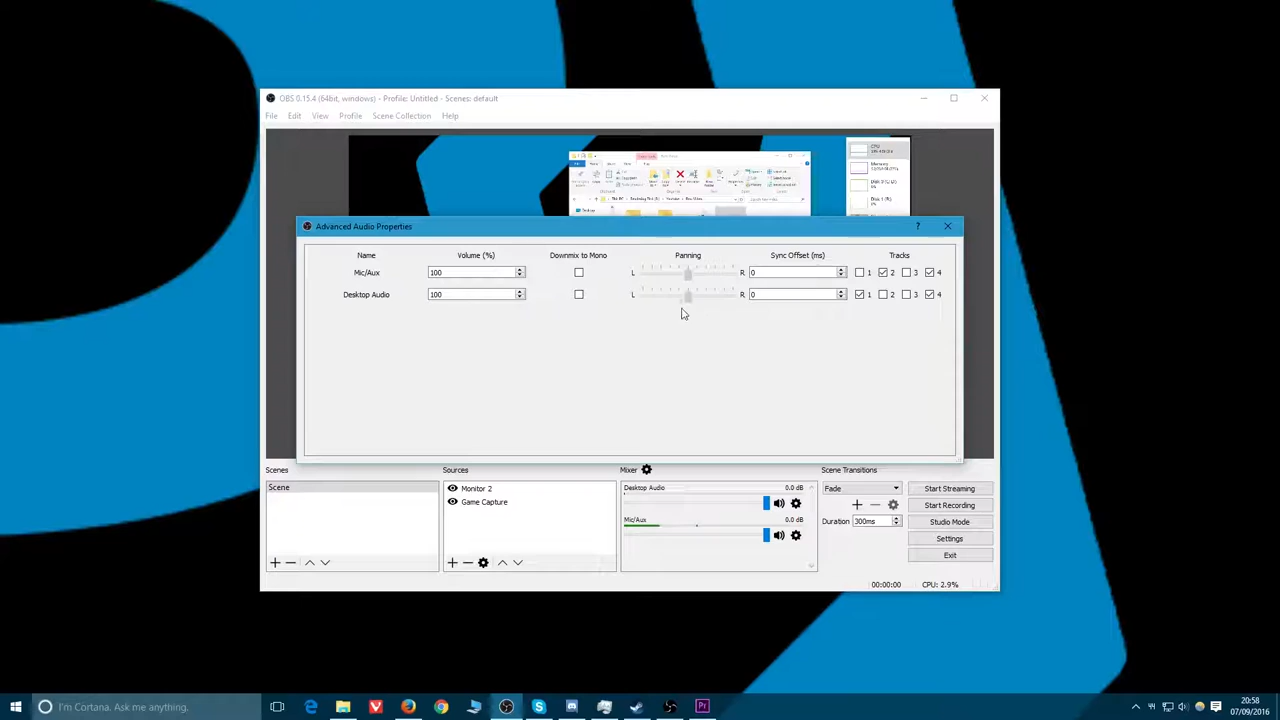 OBS 0.15.4 (64bit, windows) - Profile: Untitled - Scenes: default
File Edit View Profile Scene Collection Help
CPU
Memory
Advanced Audio Properties ?
Name Volume (%) Downmix to Mono Panning Sync Offset (ms) Tracks
Mic/Aux 100 L R 0 1 2 3 4
Desktop Audio 100 L R 0 1 2 3 4
Scenes Sources Mixer Scene Transitions
Scene
Monitor 2
Game Capture
Desktop Audio 0.0 dB
Mic/Aux 0.0 dB
Fade
Duration 300ms
Start Streaming
Start Recording
Studio Mode
Settings
Exit
00:00:00 CPU: 2.9%
I'm Cortana. Ask me anything.
20:58
07/09/2016